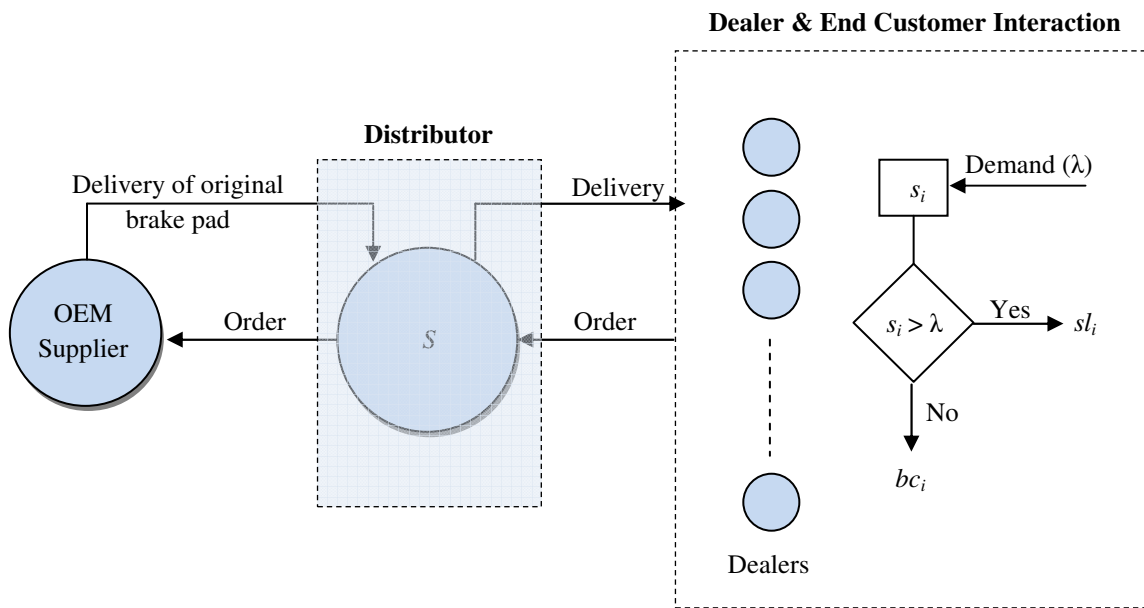 Dealer & End Customer Interaction
Distributor
Delivery of original
brake pad
Delivery
Demand (λ)
s_i
OEM
Supplier
Order
S
Order
s_i > λ
Yes
sl_i
No
bc_i
Dealers